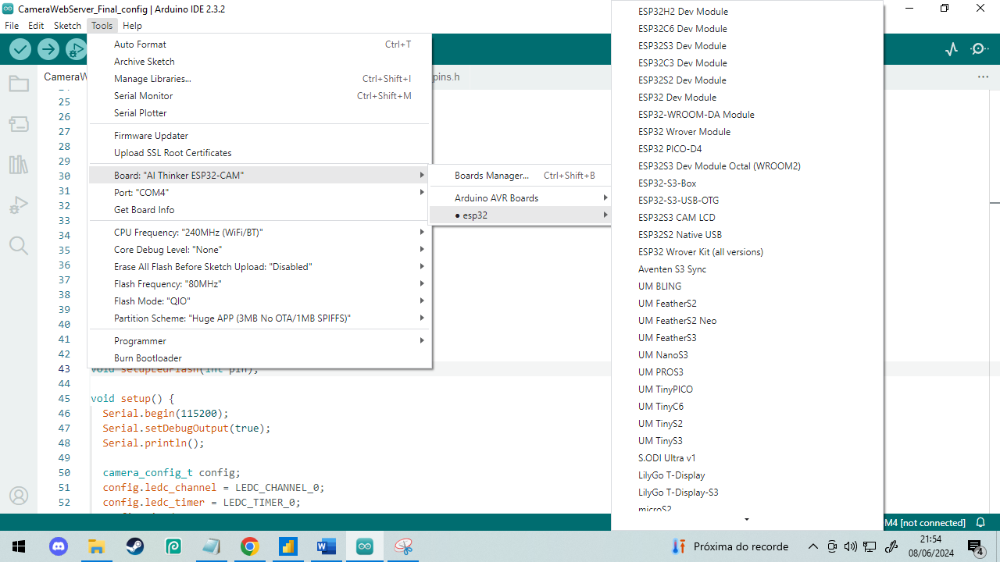 CameraWebServer_Final_config | Arduino IDE 2.3.2
File Edit Sketch Tools Help
Auto Format Ctrl+T
Archive Sketch
Manage Libraries... Ctrl+Shift+I
Serial Monitor Ctrl+Shift+M
Serial Plotter
Firmware Updater
Upload SSL Root Certificates
Board: "AI Thinker ESP32-CAM"
Port: "COM4"
Get Board Info
CPU Frequency: "240MHz (WiFi/BT)"
Core Debug Level: "None"
Erase All Flash Before Sketch Upload: "Disabled"
Flash Frequency: "80MHz"
Flash Mode: "QIO"
Partition Scheme: "Huge APP (3MB No OTA/1MB SPIFFS)"
Programmer
Burn Bootloader
Boards Manager... Ctrl+Shift+B
Arduino AVR Boards
● esp32
ESP32H2 Dev Module
ESP32C6 Dev Module
ESP32S3 Dev Module
ESP32C3 Dev Module
ESP32S2 Dev Module
ESP32 Dev Module
ESP32-WROOM-DA Module
ESP32 Wrover Module
ESP32 PICO-D4
ESP32S3 Dev Module Octal (WROOM2)
ESP32-S3-Box
ESP32-S3-USB-OTG
ESP32S3 CAM LCD
ESP32S2 Native USB
ESP32 Wrover Kit (all versions)
Aventen S3 Sync
UM BLING
UM FeatherS2
UM FeatherS2 Neo
UM FeatherS3
UM NanoS3
UM PROS3
UM TinyPICO
UM TinyC6
UM TinyS2
UM TinyS3
S.ODI Ultra v1
LilyGo T-Display
LilyGo T-Display-S3
microS2
CameraW
pins.h
25
26
27
28
29
30
31
32
33
34
35
36
37
38
39
40
41
42
43 void setupLedFlash(int pin);
44
45 void setup() {
46 Serial.begin(115200);
47 Serial.setDebugOutput(true);
48 Serial.println();
49
50 camera_config_t config;
51 config.ledc_channel = LEDC_CHANNEL_0;
52 config.ledc_timer = LEDC_TIMER_0;
M4 [not connected]
Próxima do recorde
21:54
08/06/2024
4